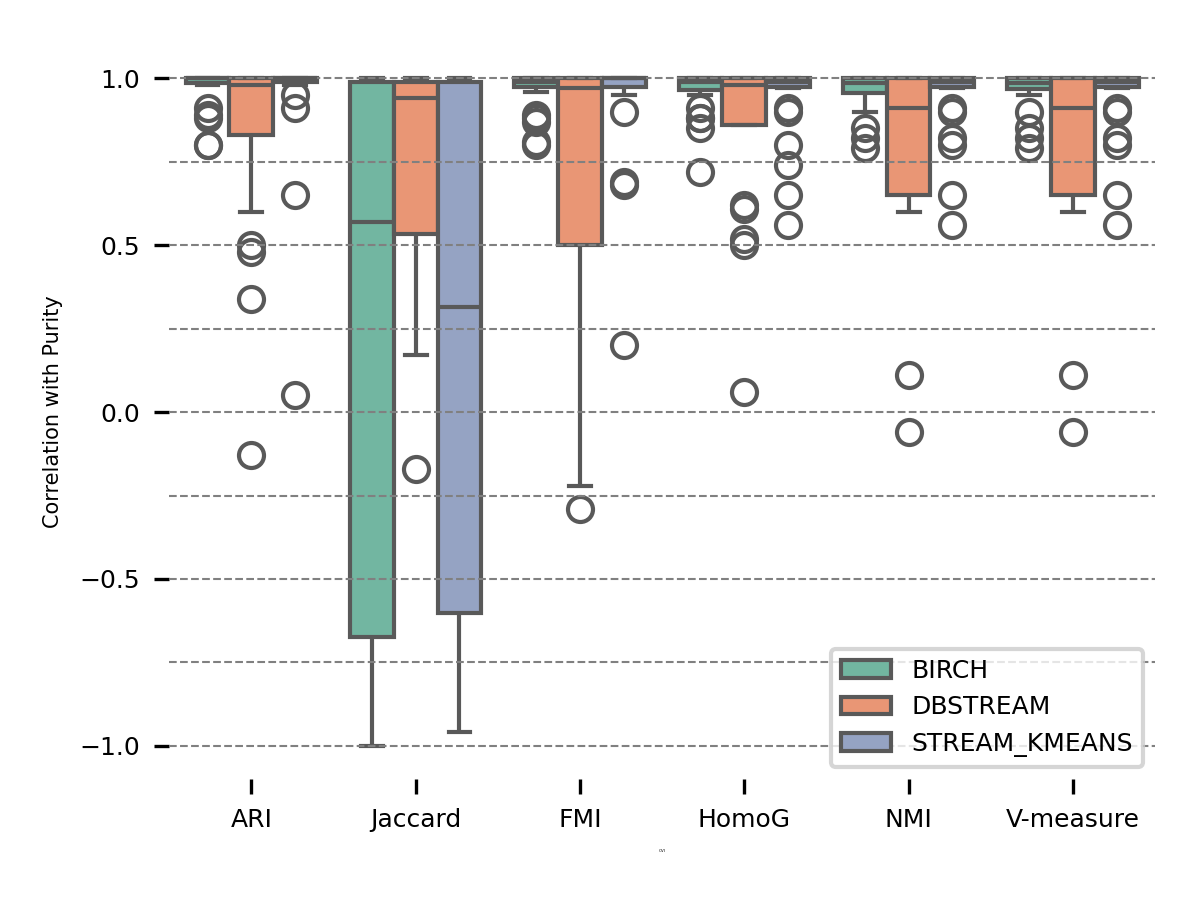 Correlation with Purity
1.0
0.5
0.0
−0.5
−1.0
BIRCH
DBSTREAM
STREAM_KMEANS
ARI
Jaccard
FMI
HomoG
NMI
V-measure